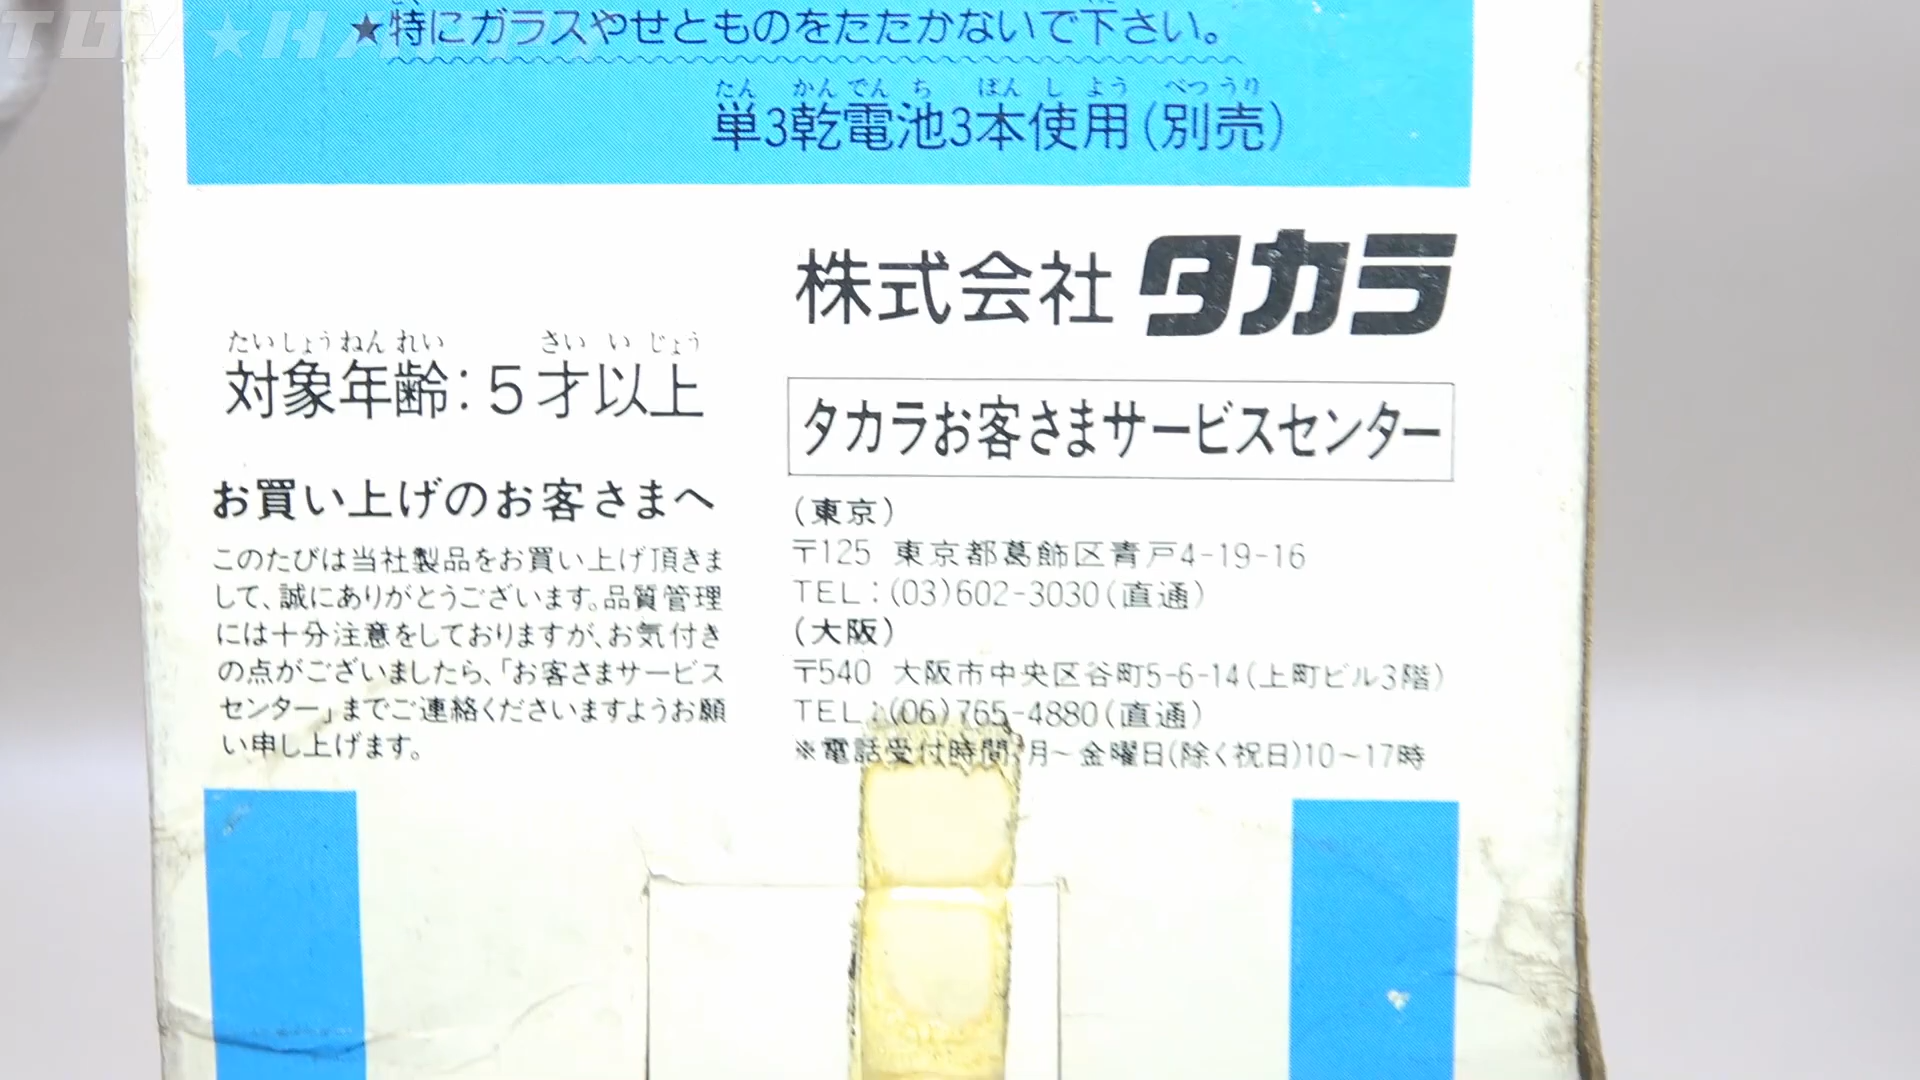 TOY★HA
★特にガラスやせとものをたたかないで下さい。
たん かんでんち ぼんしよう べつうり
単3乾電池3本使用(別売)
株式会社タカラ
たいしょうねんれい さいいじょう
対象年齢:5才以上
タカラお客さまサービスセンター
お買い上げのお客さまへ
このたびは当社製品をお買い上げ頂きま
して、誠にありがとうございます。品質管理
には十分注意をしておりますが、お気付き
の点がございましたら、「お客さまサービス
センター」までご連絡くださいますようお願
い申し上げます。
(東京)
〒125 東京都葛飾区青戸4-19-16
TEL:(03)602-3030(直通)
(大阪)
〒540 大阪市中央区谷町5-6-14(上町ビル3階)
TEL:(06)765-4880(直通)
※電話受付時間:月~金曜日(除く祝日)10~17時